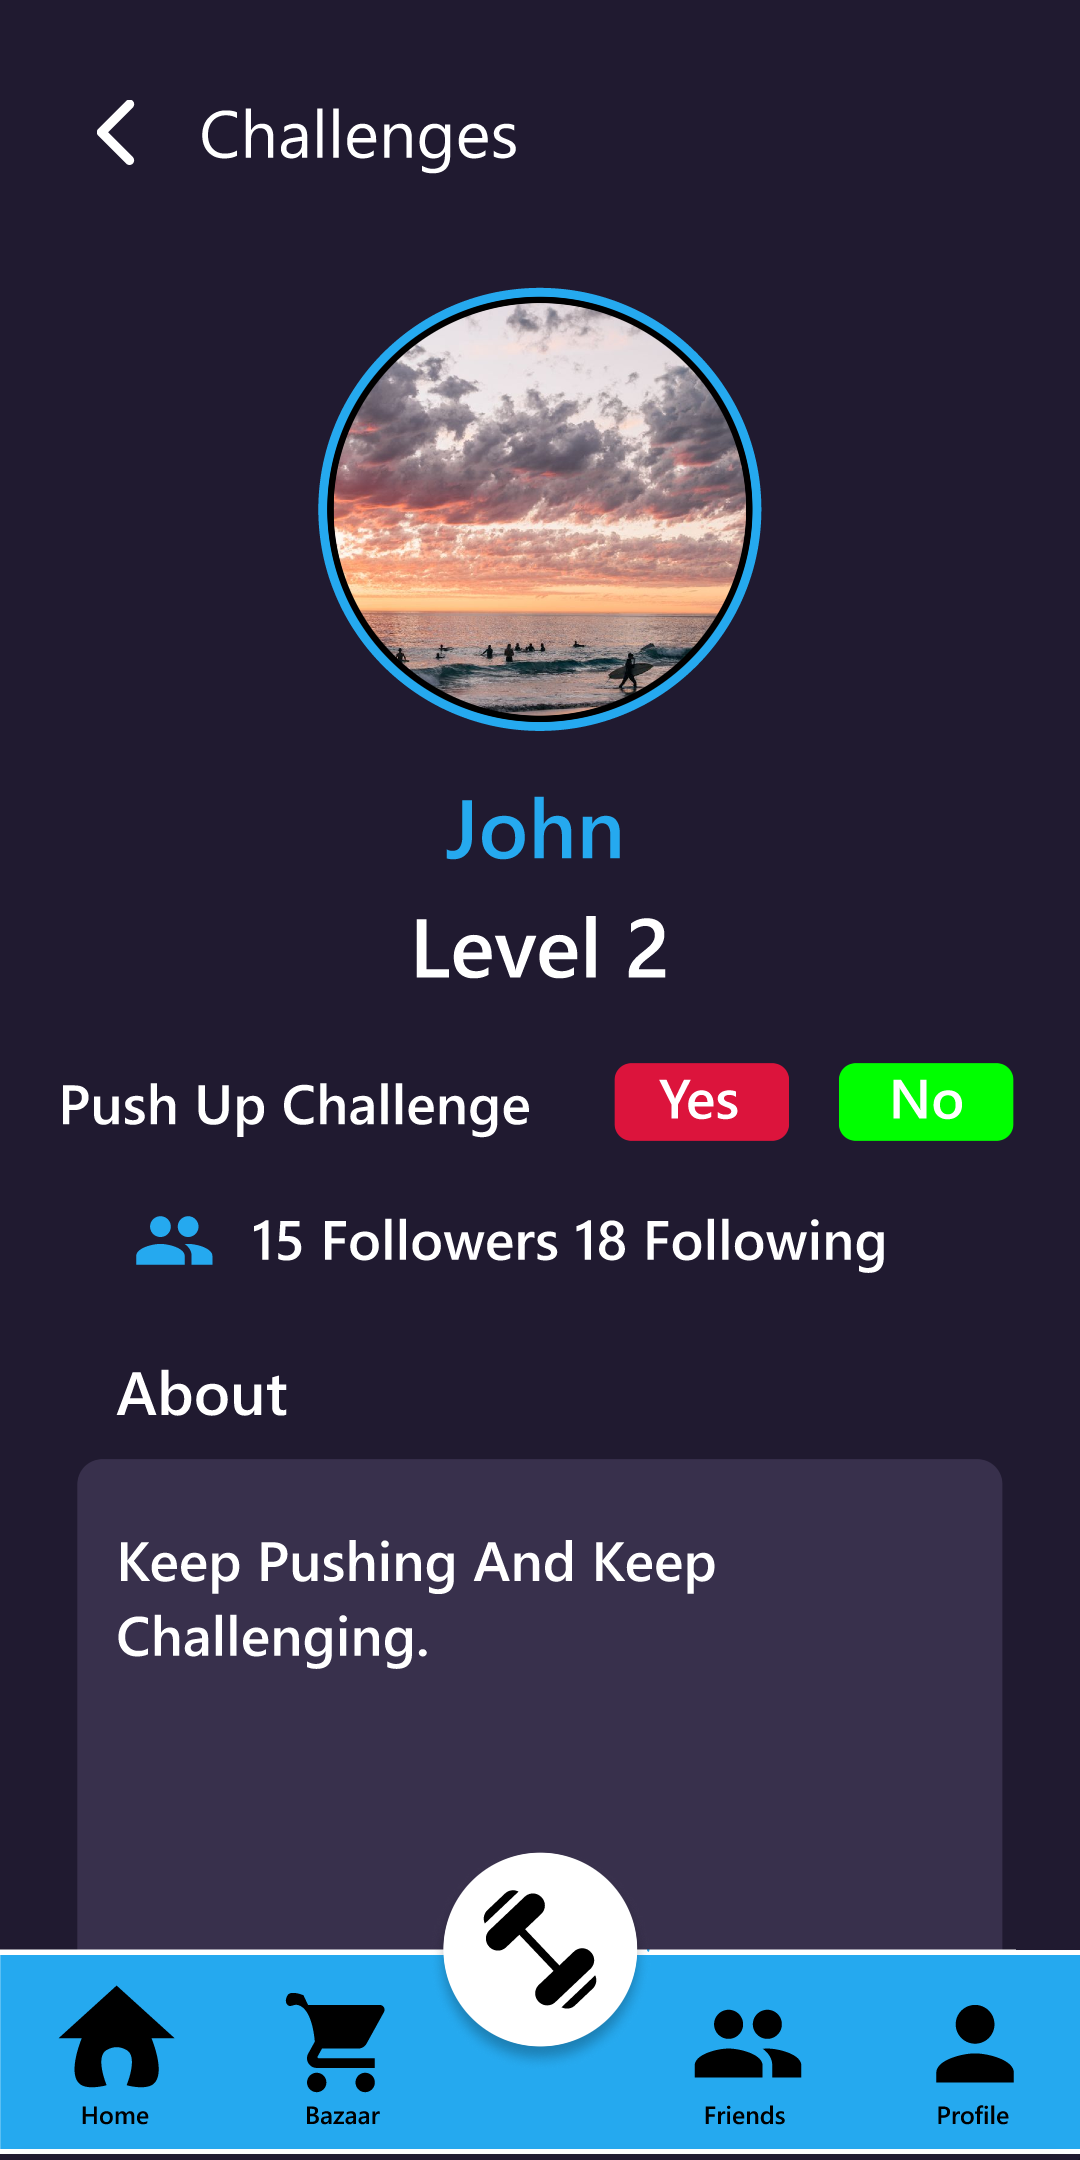 Challenges
John
Level 2
Push Up Challenge Yes No
15 Followers 18 Following
About
Keep Pushing And Keep
Challenging.
Home Bazaar Friends Profile